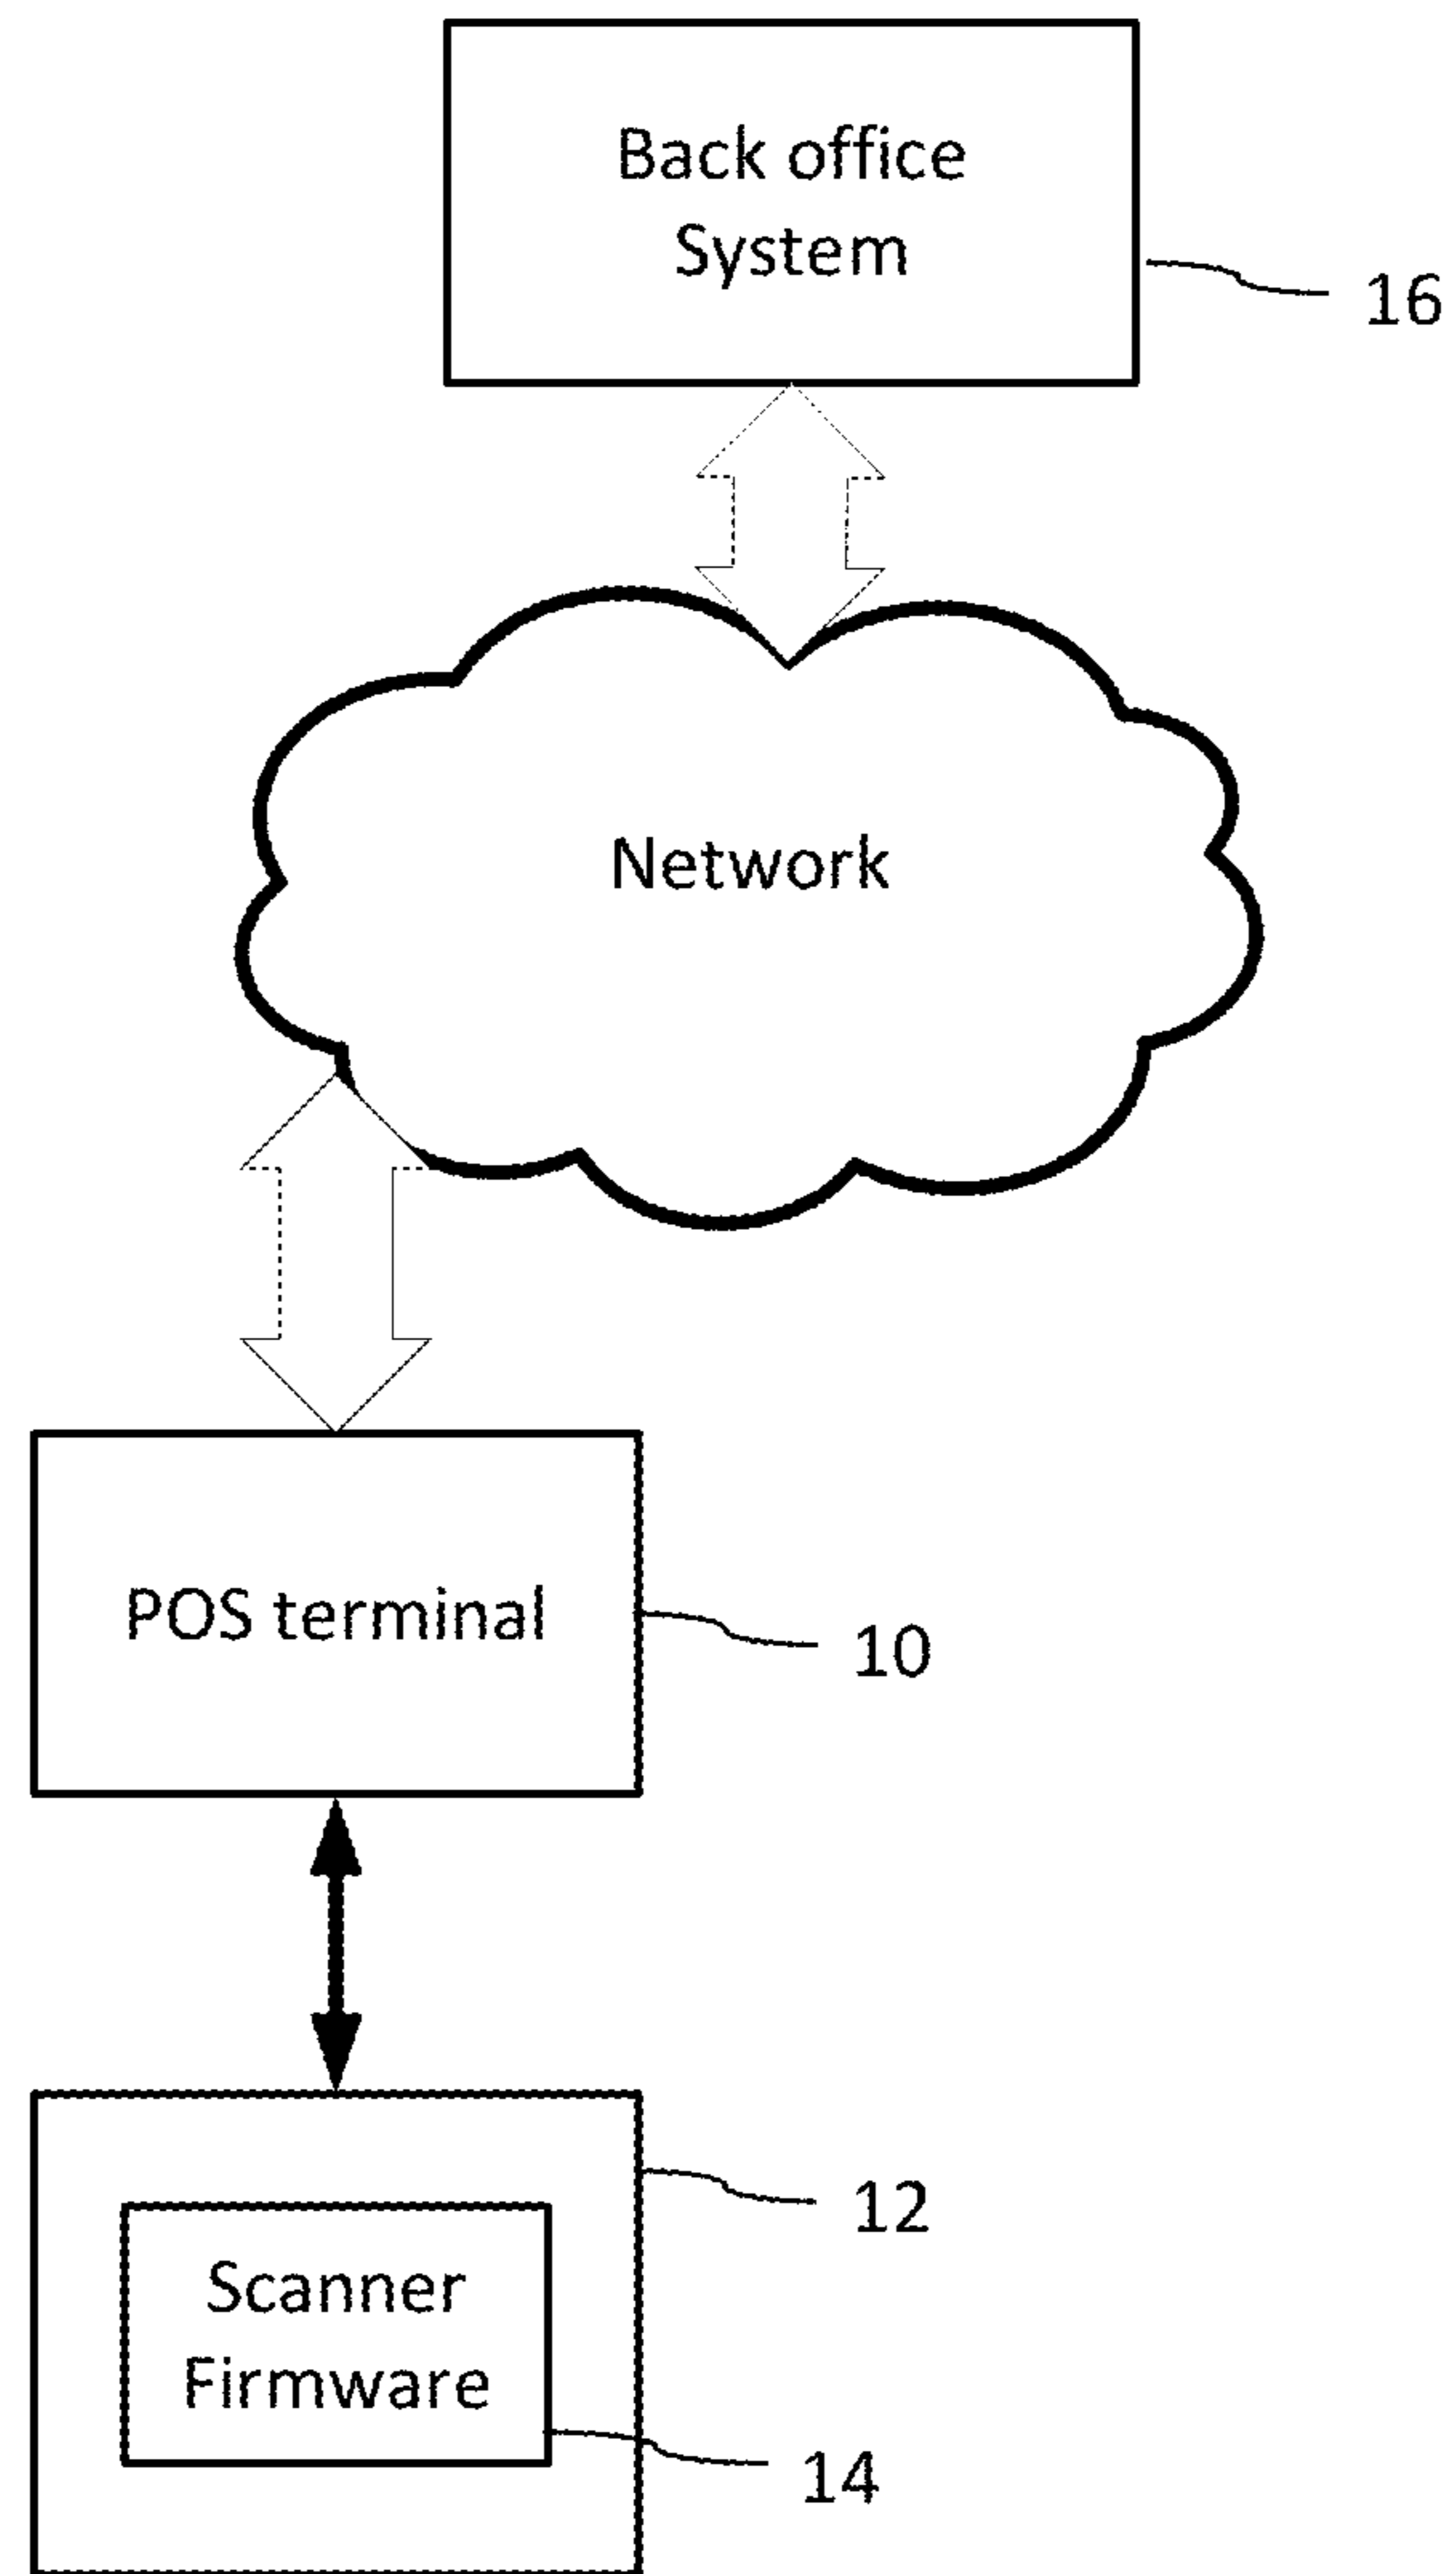 Back office
System
16
Network
POS terminal
10
12
Scanner
Firmware
14